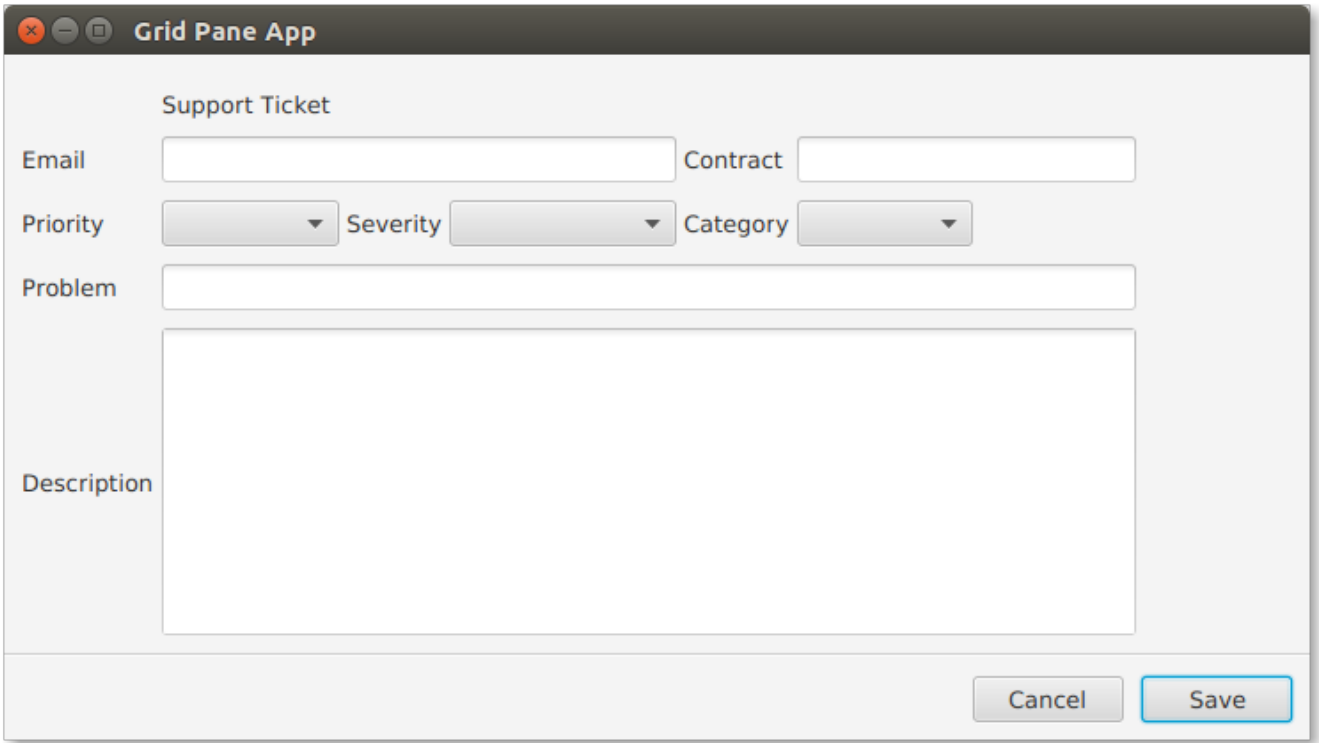 Grid Pane App
Support Ticket
Email Contract
Priority Severity Category
Problem
Description
Cancel Save